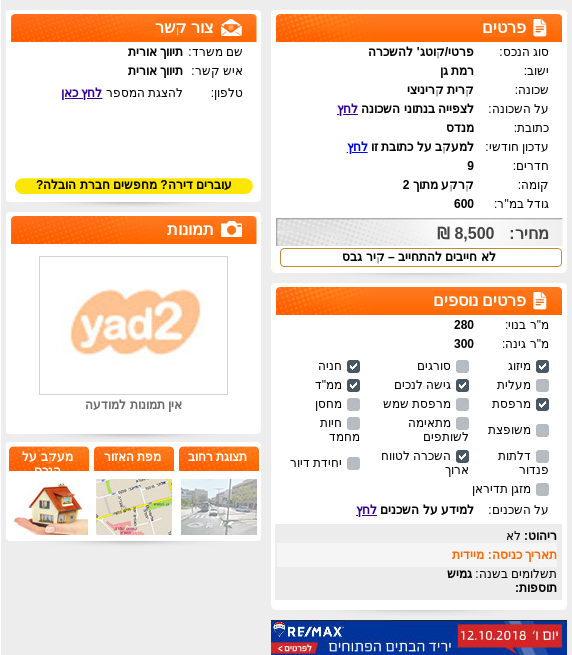 פרטים
סוג הנכס: פרטי/קוטג' להשכרה
ישוב: רמת גן
שכונה: קרית קריניצי
על השכונה: לצפייה בנתוני השכונה לחץ
כתובת: מנדס
עדכון חודשי: למעקב על כתובת זו לחץ
חדרים: 9
קומה: קרקע מתוך 2
גודל במ"ר: 600
מחיר: 8,500 ₪
לא חייבים להתחייב – קיר גבס
פרטים נוספים
מ"ר בנוי: 280
מ"ר גינה: 300
מיזוג סורגים חניה
מעלית גישה לנכים ממ"ד
מרפסת מרפסת שמש מחסן
משופצת מתאימה לשותפים חיות מחמד
דלתות פנדור השכרה לטווח ארוך יחידת דיור
מזגן תדיראן
על השכנים: למידע על השכנים לחץ
ריהוט: לא
תאריך כניסה: מיידית
תשלומים בשנה: גמיש
תוספות:
RE/MAX
יריד הבתים הפתוחים
יום ו' 12.10.2018
לפרטים >
צור קשר
שם משרד: תיווך אורית
איש קשר: תיווך אורית
טלפון: להצגת המספר לחץ כאן
עוברים דירה? מחפשים חברת הובלה?
תמונות
yad2
אין תמונות למודעה
תצוגת רחוב
מפת האזור
מעקב על
הנכס